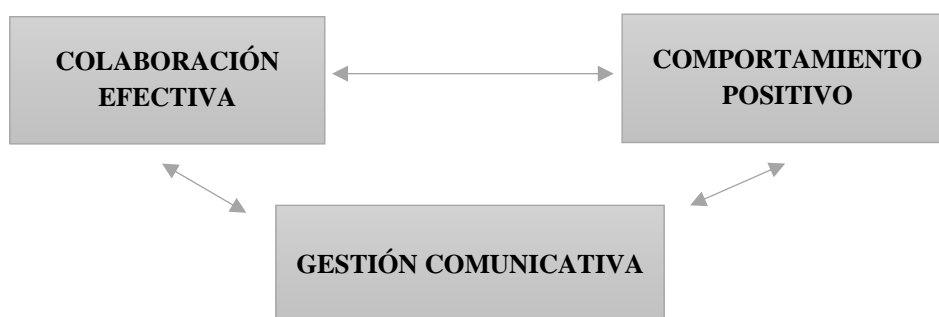 COLABORACIÓN
EFECTIVA
COMPORTAMIENTO
POSITIVO
GESTIÓN COMUNICATIVA